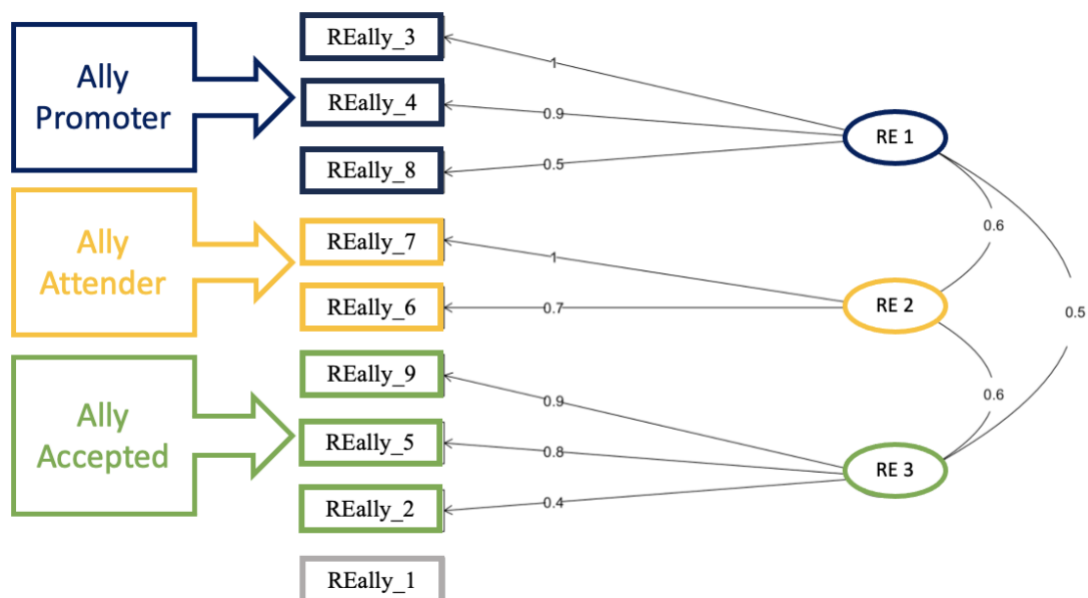 Ally
Promoter
REally_3
REally_4
REally_8
1
0.9
0.5
RE 1
Ally
Attender
REally_7
REally_6
1
0.7
RE 2
0.6
0.5
Ally
Accepted
REally_9
REally_5
REally_2
0.9
0.8
0.4
RE 3
0.6
REally_1